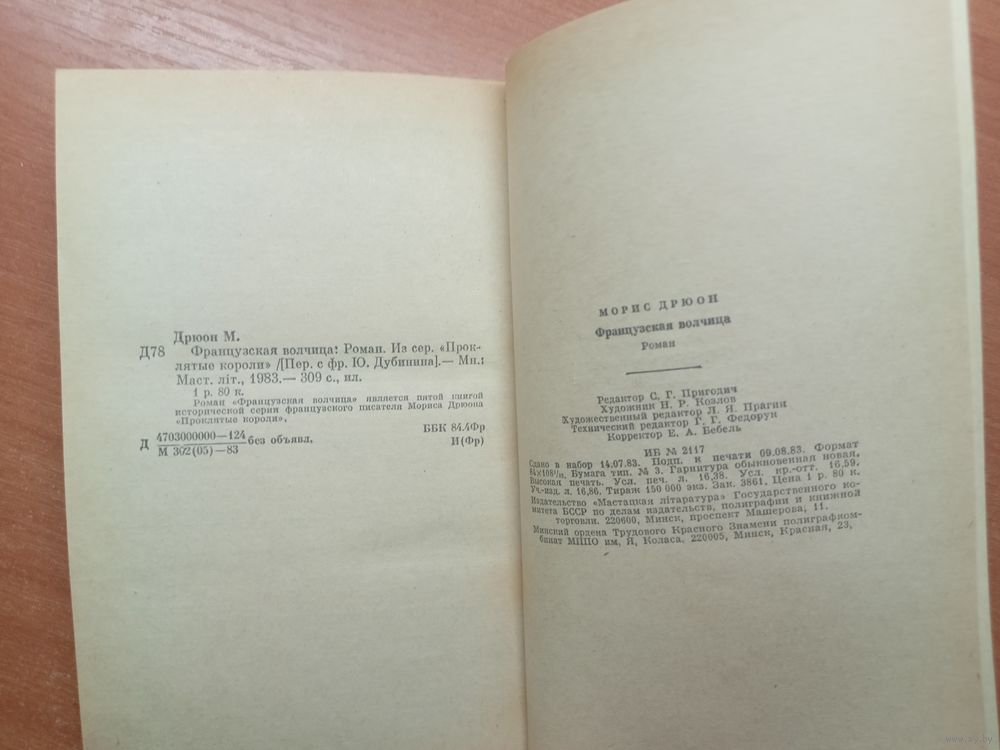 Дрюон М.
Д78 Французская волчица: Роман. Из сер. «Прок-
лятые короли» /[Пер. с фр. Ю. Дубинина].— Мн.:
Маст. літ., 1983.— 309 с., ил.
1 р. 80 к.
Роман «Французская волчица» является пятой книгой
исторической серии французского писателя Мориса Дрюона
«Проклятые короли».
Д 4703000000—124 без объявл.
М 302(05)—83
ББК 84.4Фр
И(Фр)
МОРИС ДРЮОН
Французская волчица
Роман
Редактор С. Г. Пригодич
Художник Н. Р. Козлов
Художественный редактор Л. Я. Прагин
Технический редактор Г. Г. Федорук
Корректор Е. А. Бебель
ИБ № 2117
Сдано в набор 14.07.83. Подп. к печати 09.08.83. Формат
84×108¹/₃₂. Бумага тип. № 3. Гарнитура обыкновенная новая.
Высокая печать. Усл. печ. л. 16,38. Усл. кр.-отт. 16,59.
Уч.-изд. л. 16,86. Тираж 150 000 экз. Зак. 3861. Цена 1 р. 80 к.
Издательство «Мастацкая літаратура» Государственного ко-
митета БССР по делам издательств, полиграфии и книжной
торговли. 220600, Минск, проспект Машерова, 11.
Минский ордена Трудового Красного Знамени полиграфком-
бинат МППО им. Я. Коласа, 220005, Минск, Красная, 23.